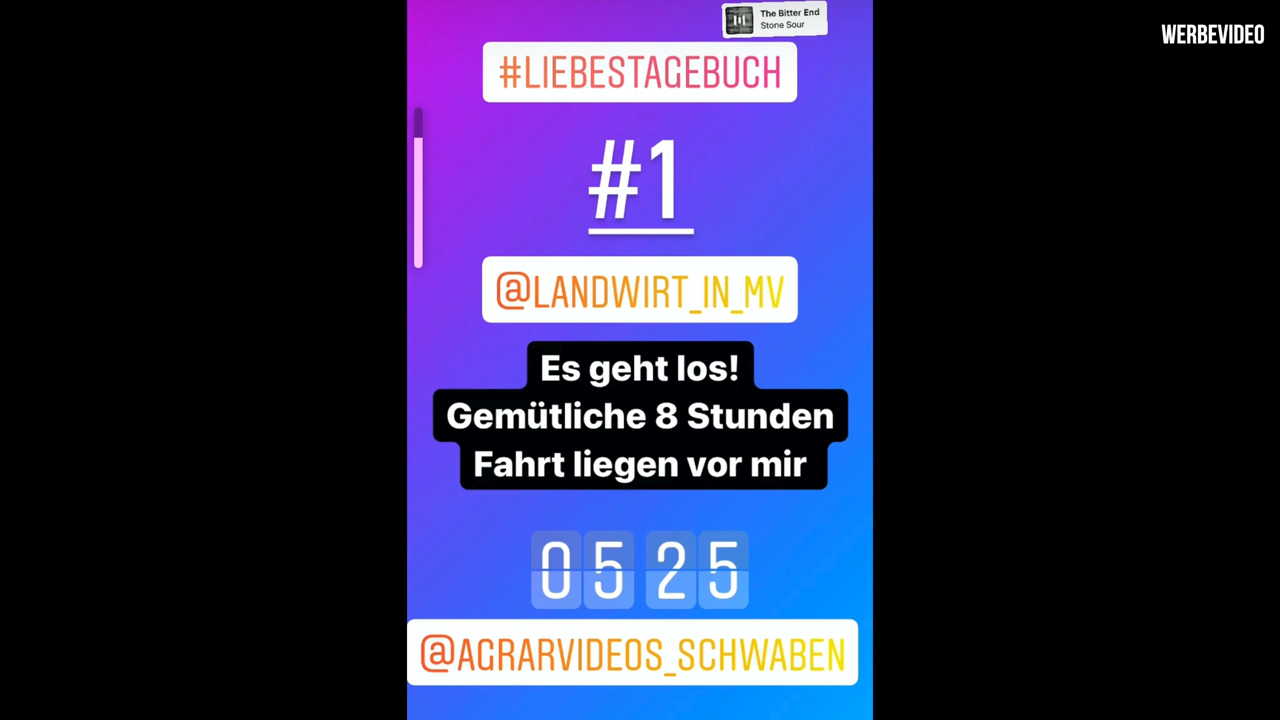 The Bitter End
Stone Sour
WERBEVIDEO
#LIEBESTAGEBUCH
#1
@LANDWIRT_IN_MV
Es geht los!
Gemütliche 8 Stunden
Fahrt liegen vor mir
05 25
@AGRARVIDEOS_SCHWABEN